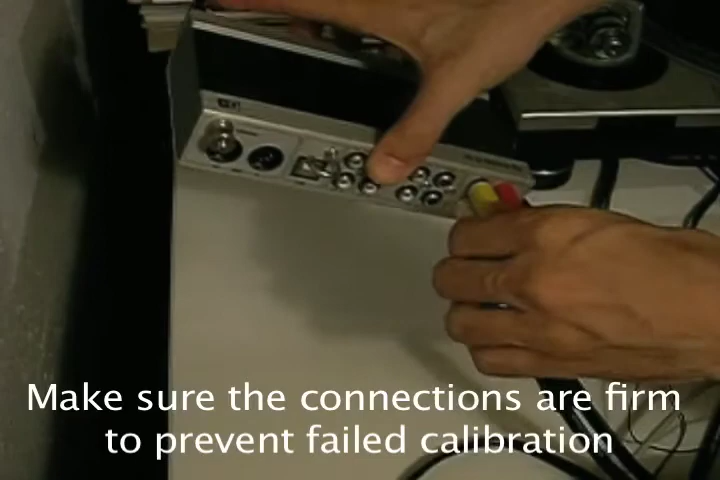 Make sure the connections are firm
to prevent failed calibration